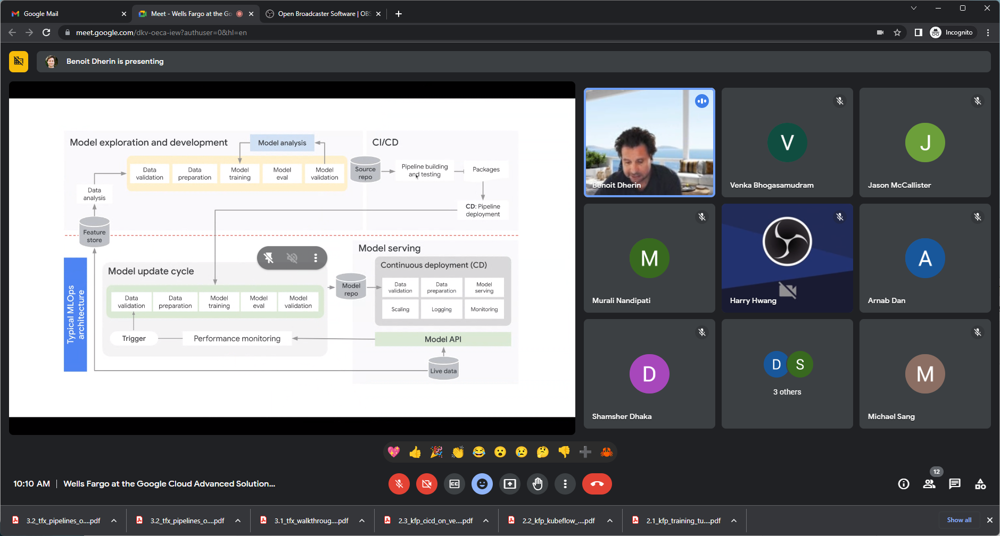 Google Mail
Meet - Wells Fargo at the Go
Open Broadcaster Software | OBS
meet.google.com/dkv-oeca-iew?authuser=0&hl=en
Incognito
Benoit Dherin is presenting
Model exploration and development
Model analysis
CI/CD
Data validation
Data preparation
Model training
Model eval
Model validation
Source repo
Pipeline building and testing
Packages
Data analysis
CD: Pipeline deployment
Feature store
Model serving
Continuous deployment (CD)
Model update cycle
Model repo
Data validation
Data preparation
Model serving
Scaling
Logging
Monitoring
Data validation
Data preparation
Model training
Model eval
Model validation
Typical MLOps architecture
Trigger
Performance monitoring
Model API
Live data
Benoit Dherin
V
Venka Bhogasamudram
J
Jason McCallister
M
Murali Nandipati
Harry Hwang
A
Arnab Dan
D
Shamsher Dhaka
D
S
3 others
M
Michael Sang
10:10 AM | Wells Fargo at the Google Cloud Advanced Solution...
CC
12
3.2_tfx_pipelines_o....pdf
3.2_tfx_pipelines_o....pdf
3.1_tfx_walkthroug....pdf
2.3_kfp_cicd_on_ve....pdf
2.2_kfp_kubeflow_....pdf
2.1_kfp_training_tu....pdf
Show all